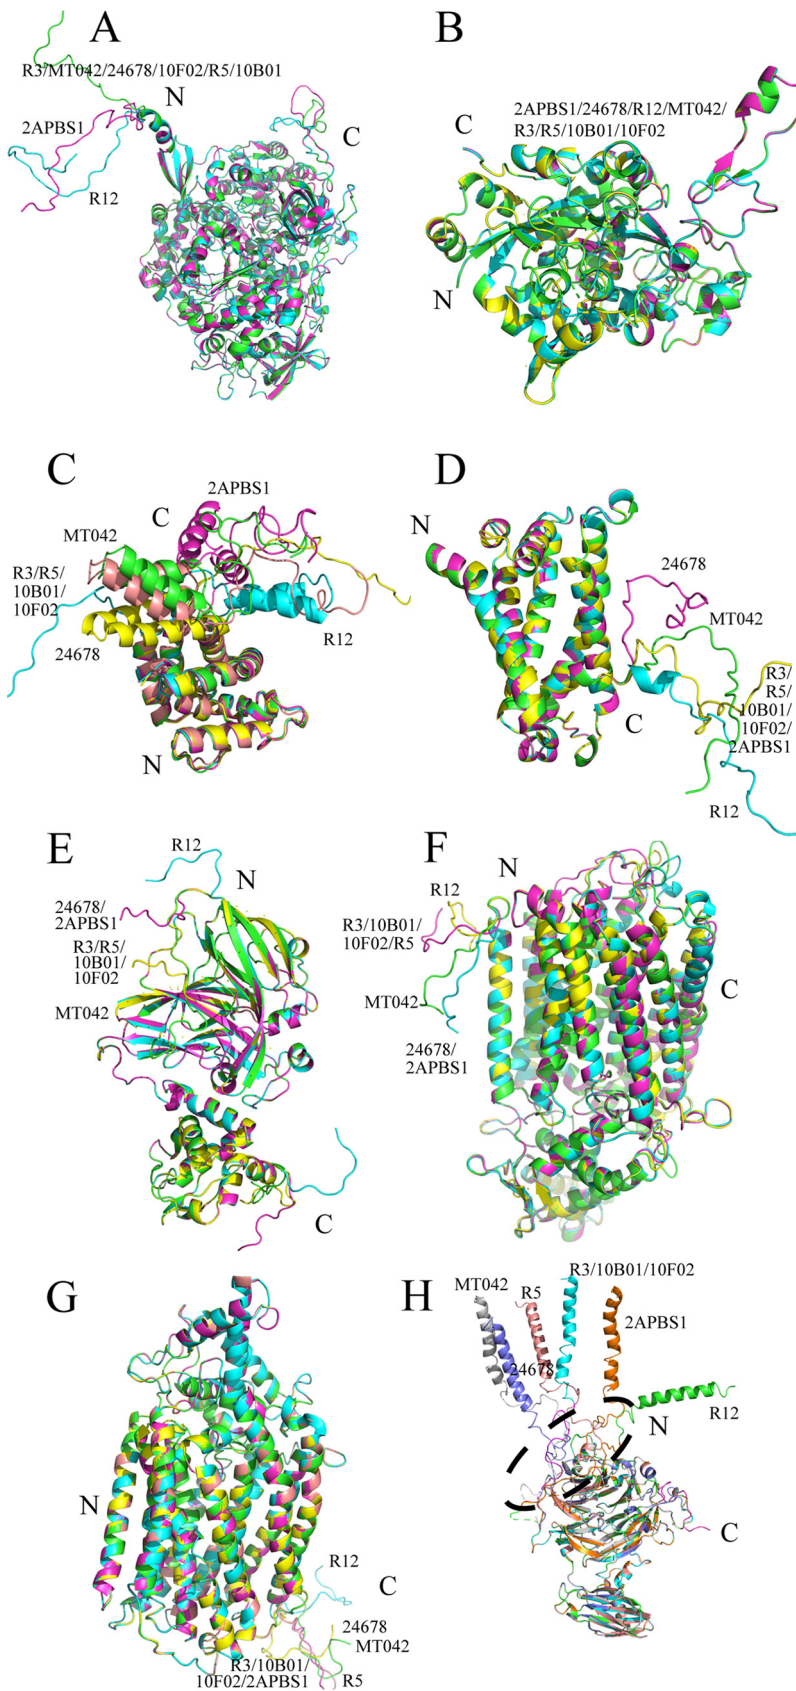 A
R3/MT042/24678/10F02/R5/10B01
N
2APBS1
C
R12
B
2APBS1/24678/R12/MT042/
R3/R5/10B01/10F02
C
N
C
2APBS1
C
MT042
R3/R5/
10B01/
10F02
R12
24678
N
D
N
24678
MT042
R3/
R5/
10B01/
10F02/
2APBS1
C
R12
E
R12
N
24678/
2APBS1
R3/R5/
10B01/
10F02
MT042
C
F
N
R12
R3/10B01/
10F02/R5
MT042
C
24678/
2APBS1
G
N
R12
C
24678
MT042
R3/10B01/
10F02/2APBS1
R5
H
R3/10B01/10F02
MT042
R5
2APBS1
24678
N
R12
C